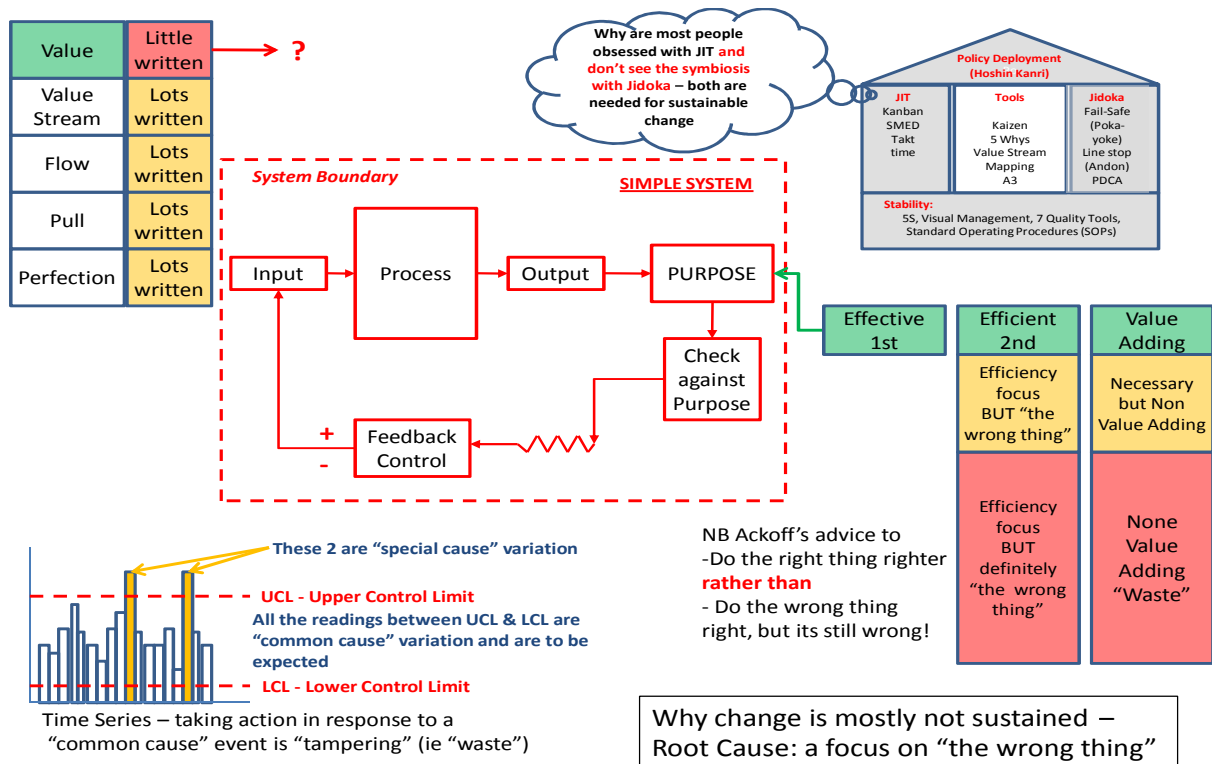 Value
Little
written
?
Value
Stream
Lots
written
Flow
Lots
written
Pull
Lots
written
Perfection
Lots
written
Why are most people
obsessed with JIT and
don’t see the symbiosis
with Jidoka – both are
needed for sustainable
change
Policy Deployment
(Hoshin Kanri)
JIT
Kanban
SMED
Takt
time
Tools
Kaizen
5 Whys
Value Stream
Mapping
A3
Jidoka
Fail-Safe
(Poka-
yoke)
Line stop
(Andon)
PDCA
Stability:
5S, Visual Management, 7 Quality Tools,
Standard Operating Procedures (SOPs)
System Boundary
SIMPLE SYSTEM
Input
Process
Output
PURPOSE
Check
against
Purpose
Feedback
Control
+
-
Effective
1st
Efficient
2nd
Value
Adding
Efficiency
focus
BUT “the
wrong thing”
Necessary
but Non
Value Adding
Efficiency
focus
BUT
definitely
“the wrong
thing”
None
Value
Adding
“Waste”
NB Ackoff’s advice to
-Do the right thing righter
rather than
- Do the wrong thing
right, but its still wrong!
These 2 are “special cause” variation
UCL - Upper Control Limit
All the readings between UCL & LCL are
“common cause” variation and are to be
expected
LCL - Lower Control Limit
Time Series – taking action in response to a
“common cause” event is “tampering” (ie “waste”)
Why change is mostly not sustained –
Root Cause: a focus on “the wrong thing”